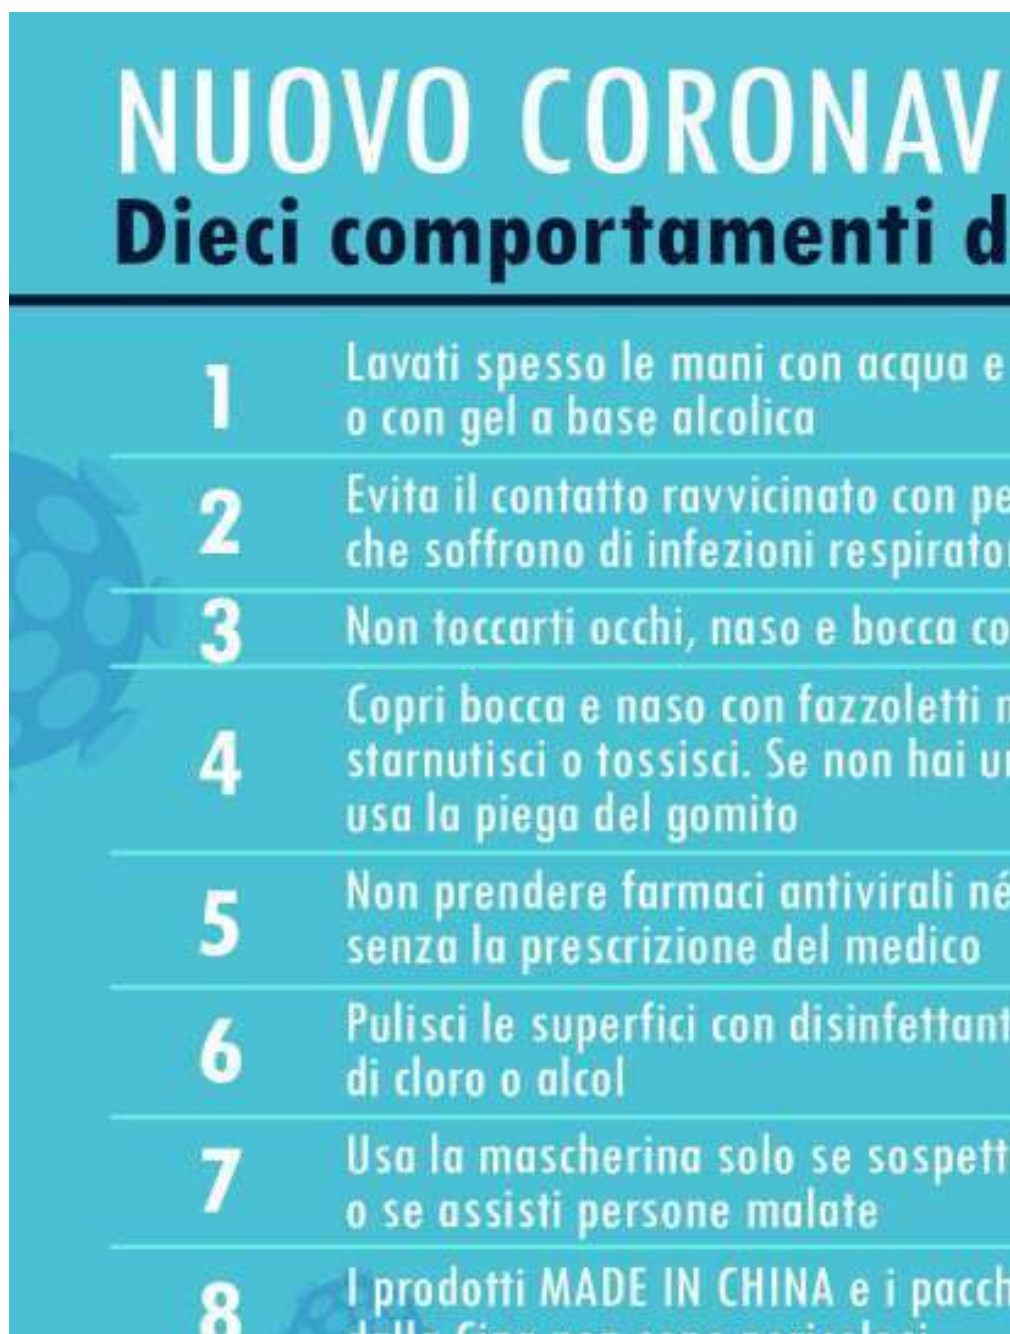 NUOVO CORONAV
Dieci comportamenti d
1
Lavati spesso le mani con acqua e
o con gel a base alcolica
2
Evita il contatto ravvicinato con pe
che soffrono di infezioni respirator
3
Non toccarti occhi, naso e bocca co
4
Copri bocca e naso con fazzoletti
starnutisci o tossisci. Se non hai un
usa la piega del gomito
5
Non prendere farmaci antivirali né
senza la prescrizione del medico
6
Pulisci le superfici con disinfettant
di cloro o alcol
7
Usa la mascherina solo se sospett
o se assisti persone malate
8
I prodotti MADE IN CHINA e i pacch